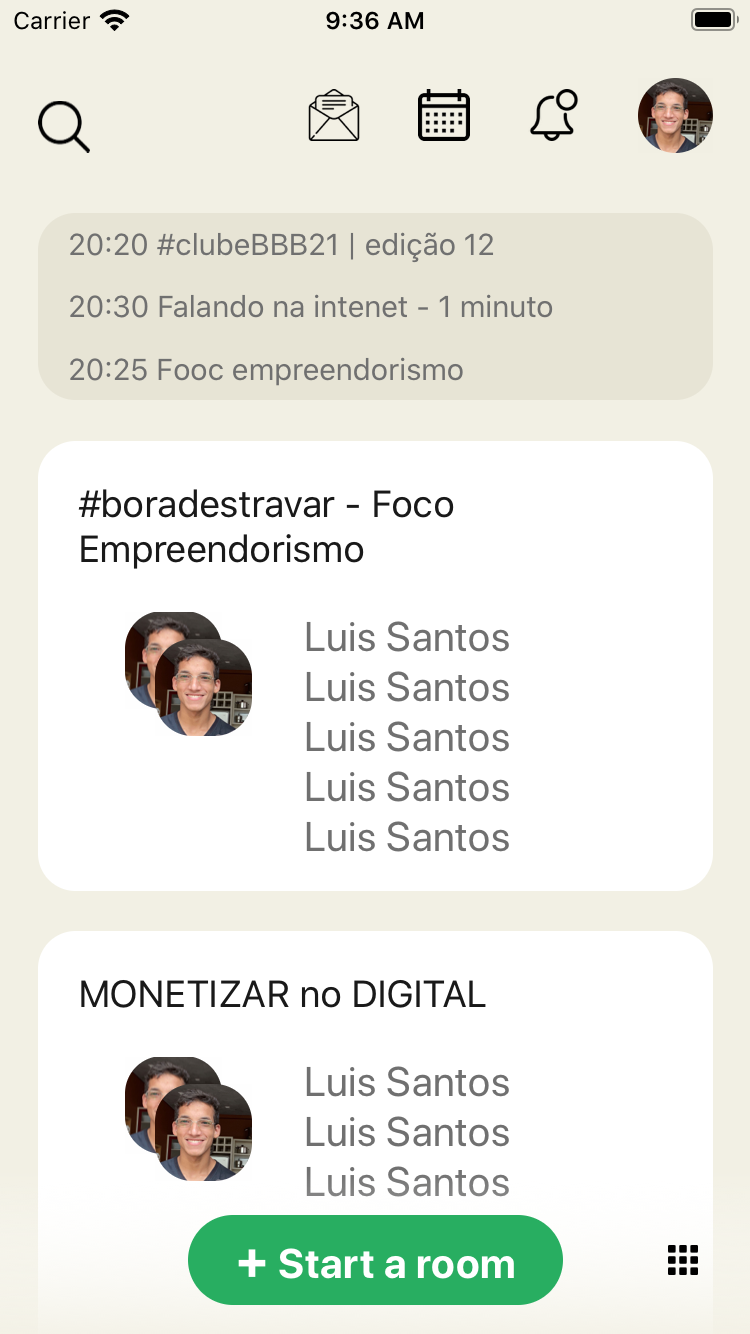 Carrier 9:36 AM
20:20 #clubeBBB21 | edição 12
20:30 Falando na intenet - 1 minuto
20:25 Fooc empreendorismo
#boradestravar - Foco
Empreendorismo
Luis Santos
Luis Santos
Luis Santos
Luis Santos
Luis Santos
MONETIZAR no DIGITAL
Luis Santos
Luis Santos
Luis Santos
+ Start a room